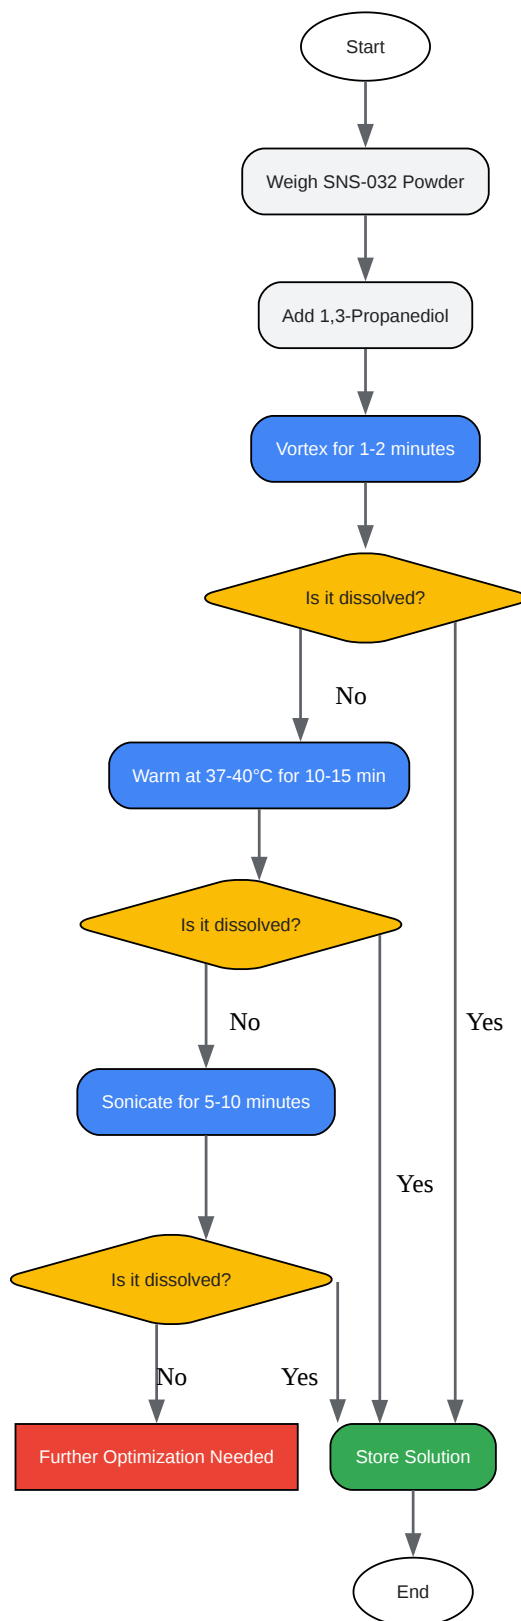 Start
Weigh SNS-032 Powder
Add 1,3-Propanediol
Vortex for 1-2 minutes
Is it dissolved?
No
Warm at 37-40°C for 10-15 min
Is it dissolved?
No
Yes
Sonicate for 5-10 minutes
Yes
Is it dissolved?
No
Yes
Further Optimization Needed
Store Solution
End